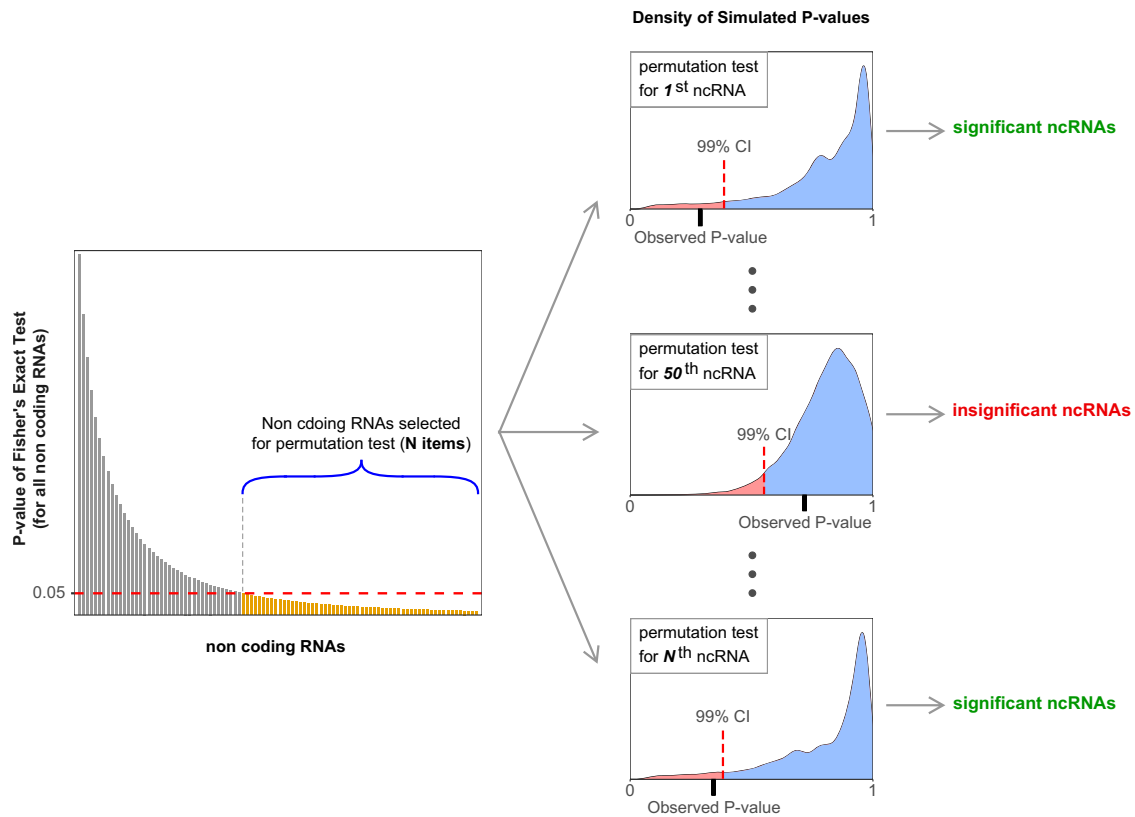 Density of Simulated P-values
permutation test
for 1st ncRNA
99% CI
0
1
Observed P-value
significant ncRNAs
P-value of Fisher's Exact Test
(for all non coding RNAs)
0.05
Non cdoing RNAs selected
for permutation test (N items)
non coding RNAs
permutation test
for 50th ncRNA
99% CI
0
1
Observed P-value
insignificant ncRNAs
permutation test
for Nth ncRNA
99% CI
0
1
Observed P-value
significant ncRNAs